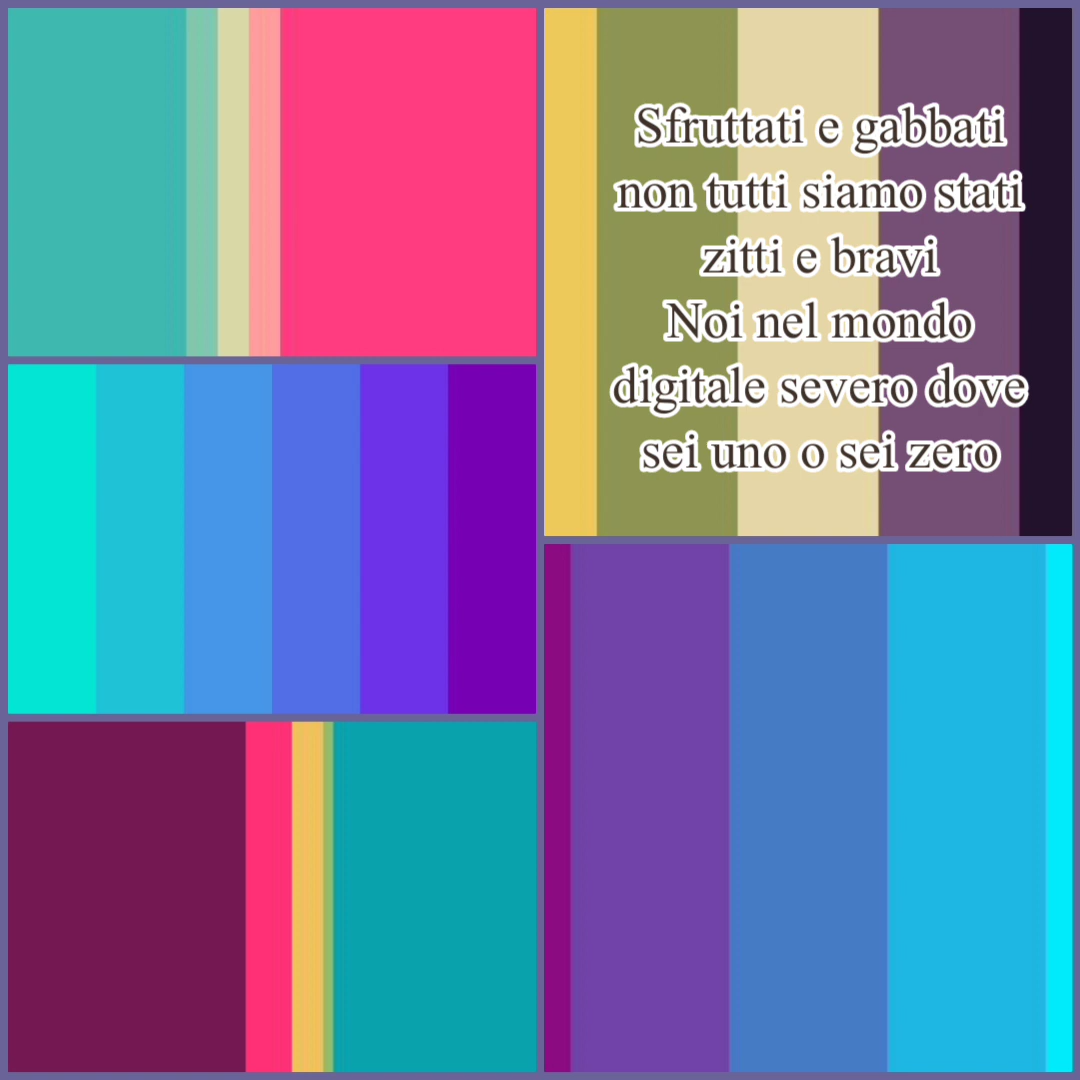 Sfruttati e gabbati
non tutti siamo stati
zitti e bravi
Noi nel mondo
digitale severo dove
sei uno o sei zero